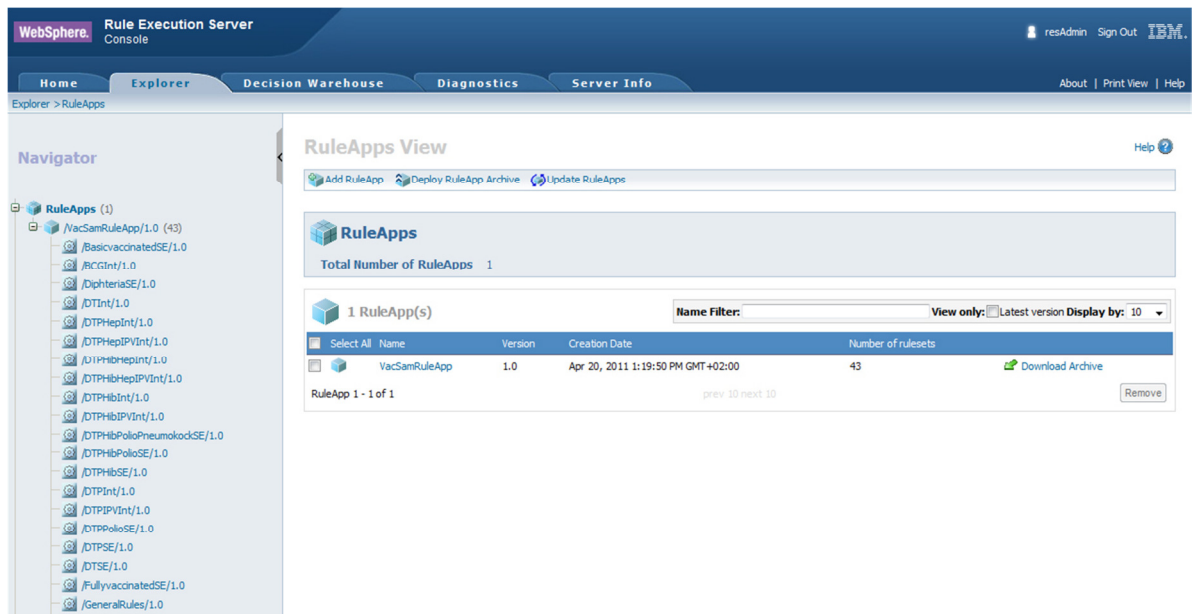 WebSphere.
Rule Execution Server
Console
resAdmin Sign Out IBM.
Home Explorer Decision Warehouse Diagnostics Server Info
About | Print View | Help
Explorer > RuleApps
Navigator
RuleApps (1)
/VacSamRuleApp/1.0 (43)
/BasicvaccinatedSE/1.0
/BCGInt/1.0
/DiphteriaSE/1.0
/DTInt/1.0
/DTPHepInt/1.0
/DTPHepIPVInt/1.0
/DTPHibHepInt/1.0
/DTPHibHepIPVInt/1.0
/DTPHibInt/1.0
/DTPHibIPVInt/1.0
/DTPHibPolioPneumokockSE/1.0
/DTPHibPolioSE/1.0
/DTPHibSE/1.0
/DTPInt/1.0
/DTPIPVInt/1.0
/DTPPolioSE/1.0
/DTPSE/1.0
/DTSE/1.0
/FullyvaccinatedSE/1.0
/GeneralRules/1.0
RuleApps View
Help
Add RuleApp Deploy RuleApp Archive Update RuleApps
RuleApps
Total Number of RuleApps 1
1 RuleApp(s)
Name Filter: View only: Latest version Display by: 10
Select All Name Version Creation Date Number of rulesets
VacSamRuleApp 1.0 Apr 20, 2011 1:19:50 PM GMT+02:00 43 Download Archive
RuleApp 1 - 1 of 1 prev 10 next 10 Remove